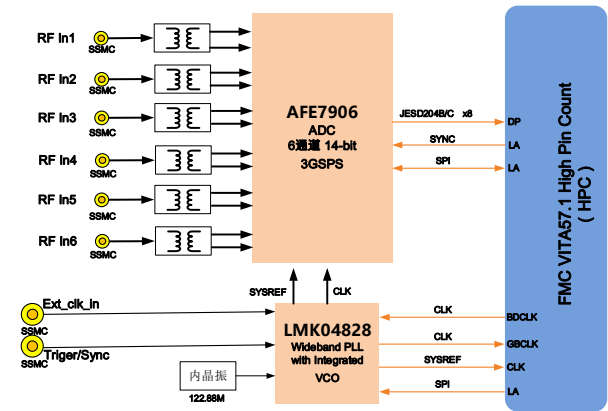 RF In1
SSMC
RF In2
SSMC
RF In3
SSMC
RF In4
SSMC
RF In5
SSMC
RF In6
SSMC
AFE7906
ADC
6通道 14-bit
3GSPS
JESD204B/C x8
DP
SYNC
LA
SPI
LA
FMC VITA57.1 High Pin Count
( HPC )
SYSREF
CLK
Ext_clk_In
SSMC
Triger/Sync
SSMC
LMK04828
Wideband PLL
with Integrated
VCO
内晶振
122.88M
CLK
BDCLK
CLK
GBCLK
SYSREF
CLK
SPI
LA